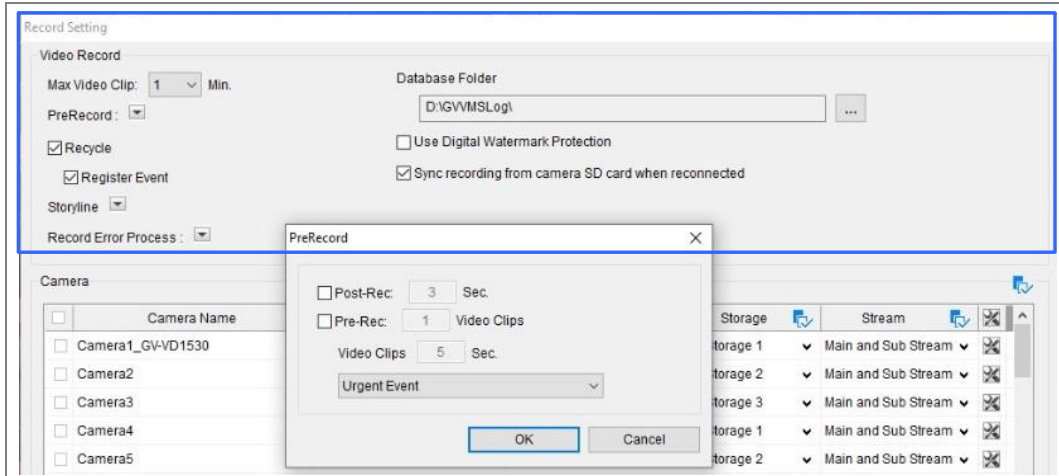 Record Setting
Video Record
Max Video Clip: 1 Min.
PreRecord :
Recycle
Register Event
Storyline
Record Error Process :
Database Folder
D:\GVVMSLog\
...
Use Digital Watermark Protection
Sync recording from camera SD card when reconnected
PreRecord
Post-Rec: 3 Sec.
Pre-Rec: 1 Video Clips
Video Clips 5 Sec.
Urgent Event
OK Cancel
Camera
Camera Name Storage Stream
Camera1_GV-VD1530 torage 1 Main and Sub Stream
Camera2 torage 2 Main and Sub Stream
Camera3 torage 3 Main and Sub Stream
Camera4 torage 1 Main and Sub Stream
Camera5 torage 2 Main and Sub Stream